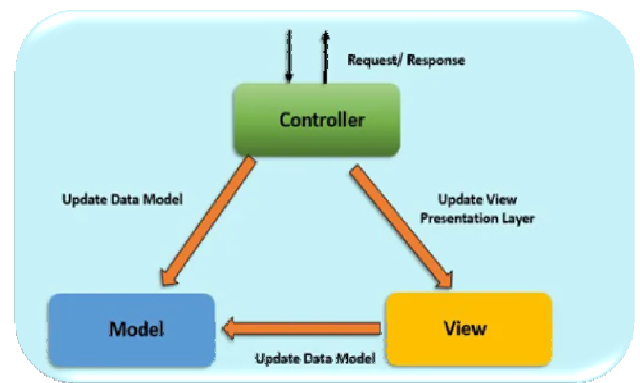 Request/ Response
Controller
Update Data Model
Update View
Presentation Layer
Model
View
Update Data Model